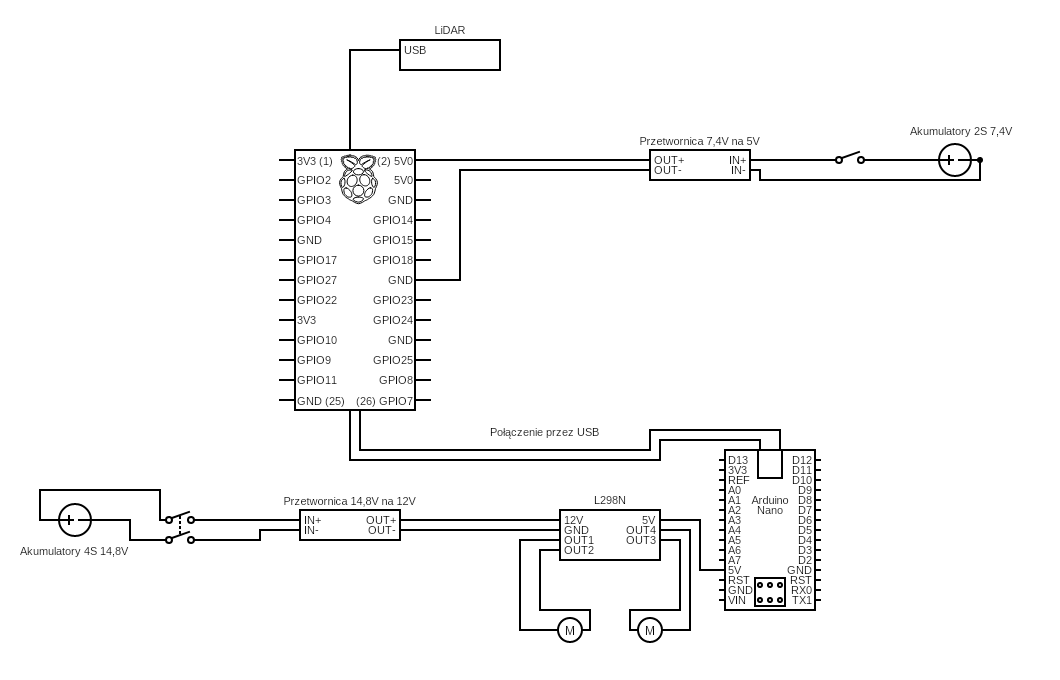 LiDAR
USB
Akumulatory 2S 7,4V
Przetwornica 7,4V na 5V
OUT+ IN+
OUT- IN-
3V3 (1) (2) 5V0
GPIO2 5V0
GPIO3 GND
GPIO4 GPIO14
GND GPIO15
GPIO17 GPIO18
GPIO27 GND
GPIO22 GPIO23
3V3 GPIO24
GPIO10 GND
GPIO9 GPIO25
GPIO11 GPIO8
GND (25) (26) GPIO7
Połączenie przez USB
Przetwornica 14,8V na 12V
IN+ OUT+
IN- OUT-
Akumulatory 4S 14,8V
L298N
12V 5V
GND OUT4
OUT1 OUT3
OUT2
M
M
D13 D12
3V3 D11
REF D10
A0 D9
A1 Arduino D8
A2 Nano D7
A3 D6
A4 D5
A5 D4
A6 D3
A7 D2
5V GND
RST RST
GND RX0
VIN TX1